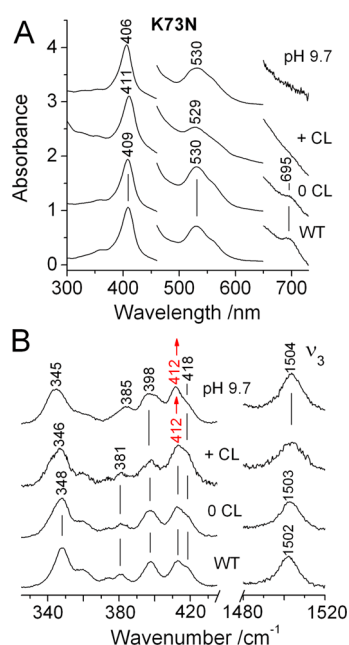 A
K73N
406
530
pH 9.7
411
529
+ CL
409
530
695
0 CL
WT
Absorbance
4
3
2
1
0
300 400 500 600 700
Wavelength /nm
B
ν3
345
385
398
412
418
1504
pH 9.7
346
381
412
+ CL
348
0 CL
1503
WT
1502
340 380 420 1480 1520
Wavenumber /cm-1